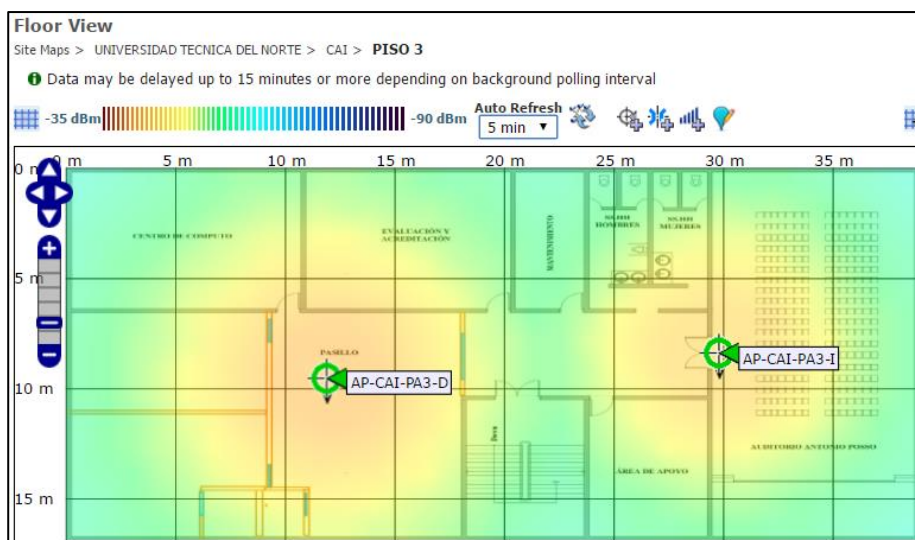 Floor View
Site Maps > UNIVERSIDAD TECNICA DEL NORTE > CAI > PISO 3
Data may be delayed up to 15 minutes or more depending on background polling interval
-35 dBm
-90 dBm
Auto Refresh
5 min
0 m 5 m 10 m 15 m 20 m 25 m 30 m 35 m
0 m
CENTRO DE COMPUTO
EVALUACIÓN Y
ACREDITACIÓN
MANTENIMIENTO
SS.HH
HOMBRES
SS.HH
MUJERES
5 m
PASILLO
AP-CAI-PA3-D
AP-CAI-PA3-I
10 m
AUDITORIO ANTONIO POSSO
ÁREA DE APOYO
15 m